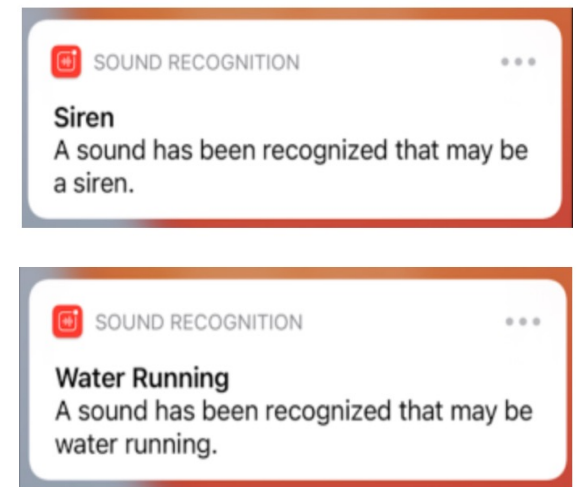 SOUND RECOGNITION
Siren
A sound has been recognized that may be
a siren.
SOUND RECOGNITION
Water Running
A sound has been recognized that may be
water running.